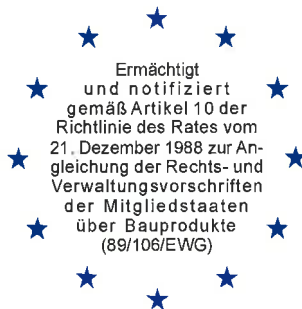 Ermächtigt
und notifiziert
gemäß Artikel 10 der
Richtlinie des Rates vom
21. Dezember 1988 zur An-
gleichung der Rechts- und
Verwaltungsvorschriften
der Mitgliedstaaten
über Bauprodukte
(89/106/EWG)